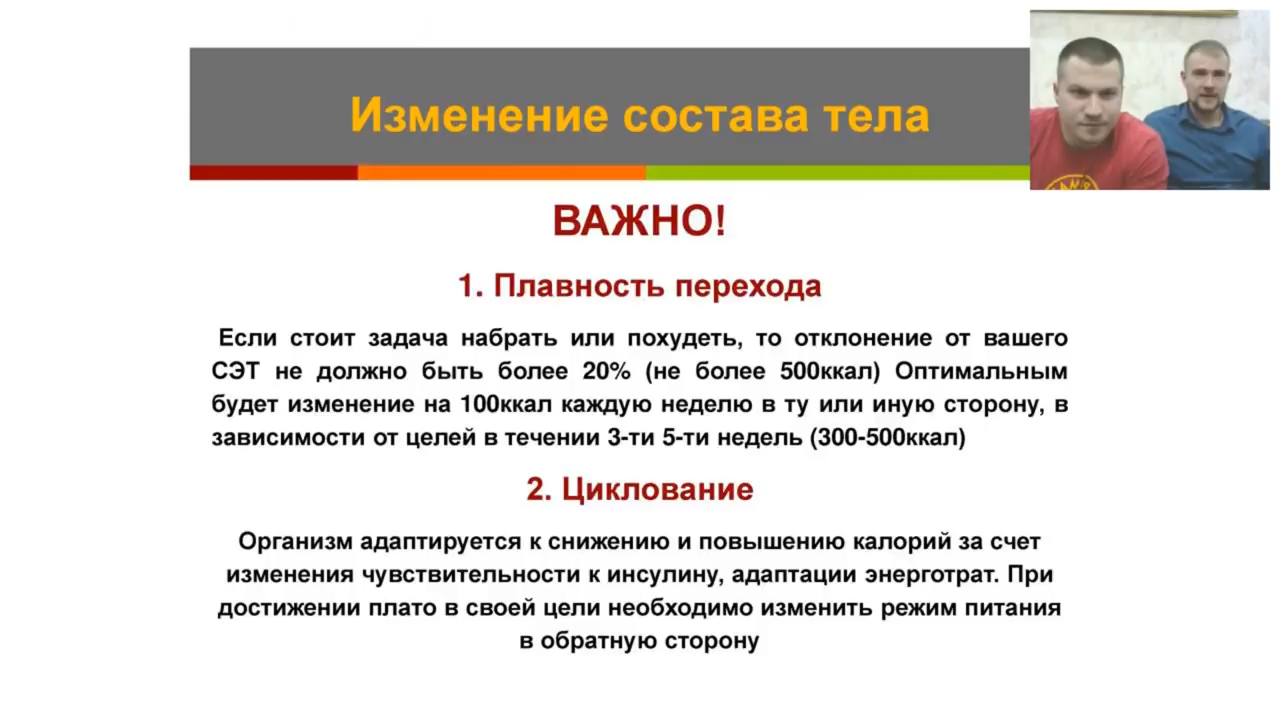 Изменение состава тела
ВАЖНО!
1. Плавность перехода
Если стоит задача набрать или похудеть, то отклонение от вашего
СЭТ не должно быть более 20% (не более 500ккал) Оптимальным
будет изменение на 100ккал каждую неделю в ту или иную сторону, в
зависимости от целей в течении 3-ти 5-ти недель (300-500ккал)
2. Циклование
Организм адаптируется к снижению и повышению калорий за счет
изменения чувствительности к инсулину, адаптации энерготрат. При
достижении плато в своей цели необходимо изменить режим питания
в обратную сторону